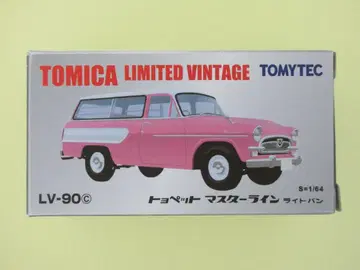 TOMICA LIMITED VINTAGE TOMYTEC
S=1/64
LV-90ⓒ トヨペット マスターライン ライトバン